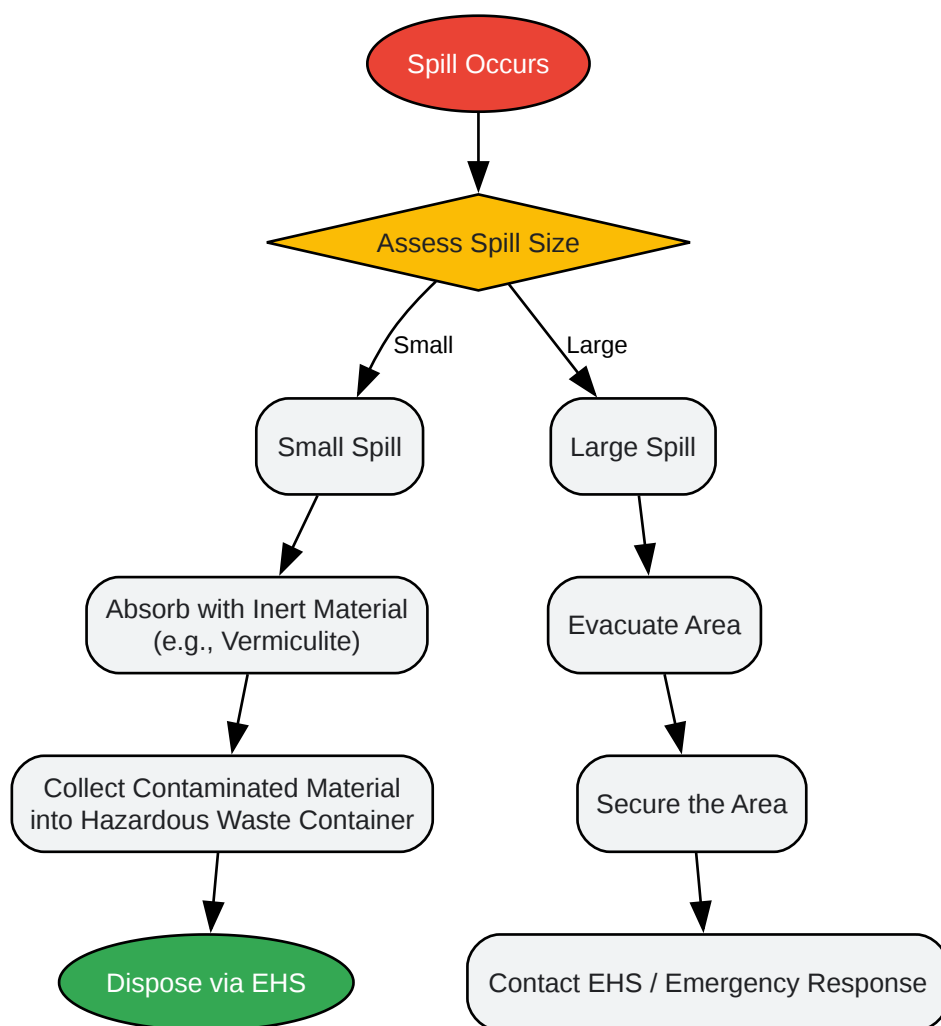 Spill Occurs
Assess Spill Size
Small
Large
Small Spill
Large Spill
Absorb with Inert Material
(e.g., Vermiculite)
Evacuate Area
Collect Contaminated Material
into Hazardous Waste Container
Secure the Area
Dispose via EHS
Contact EHS / Emergency Response